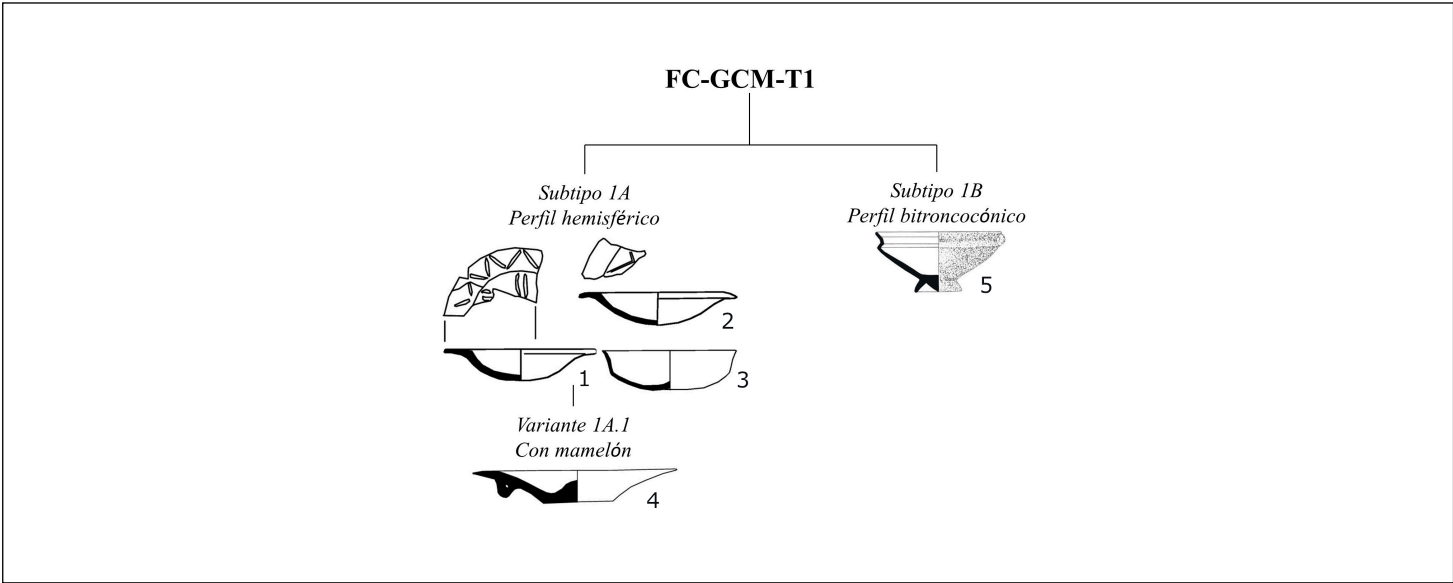 FC-GCM-T1
Subtipo 1A
Perfil hemisférico
Subtipo 1B
Perfil bitroncocónico
5
2
1
3
Variante 1A.1
Con mamelón
4